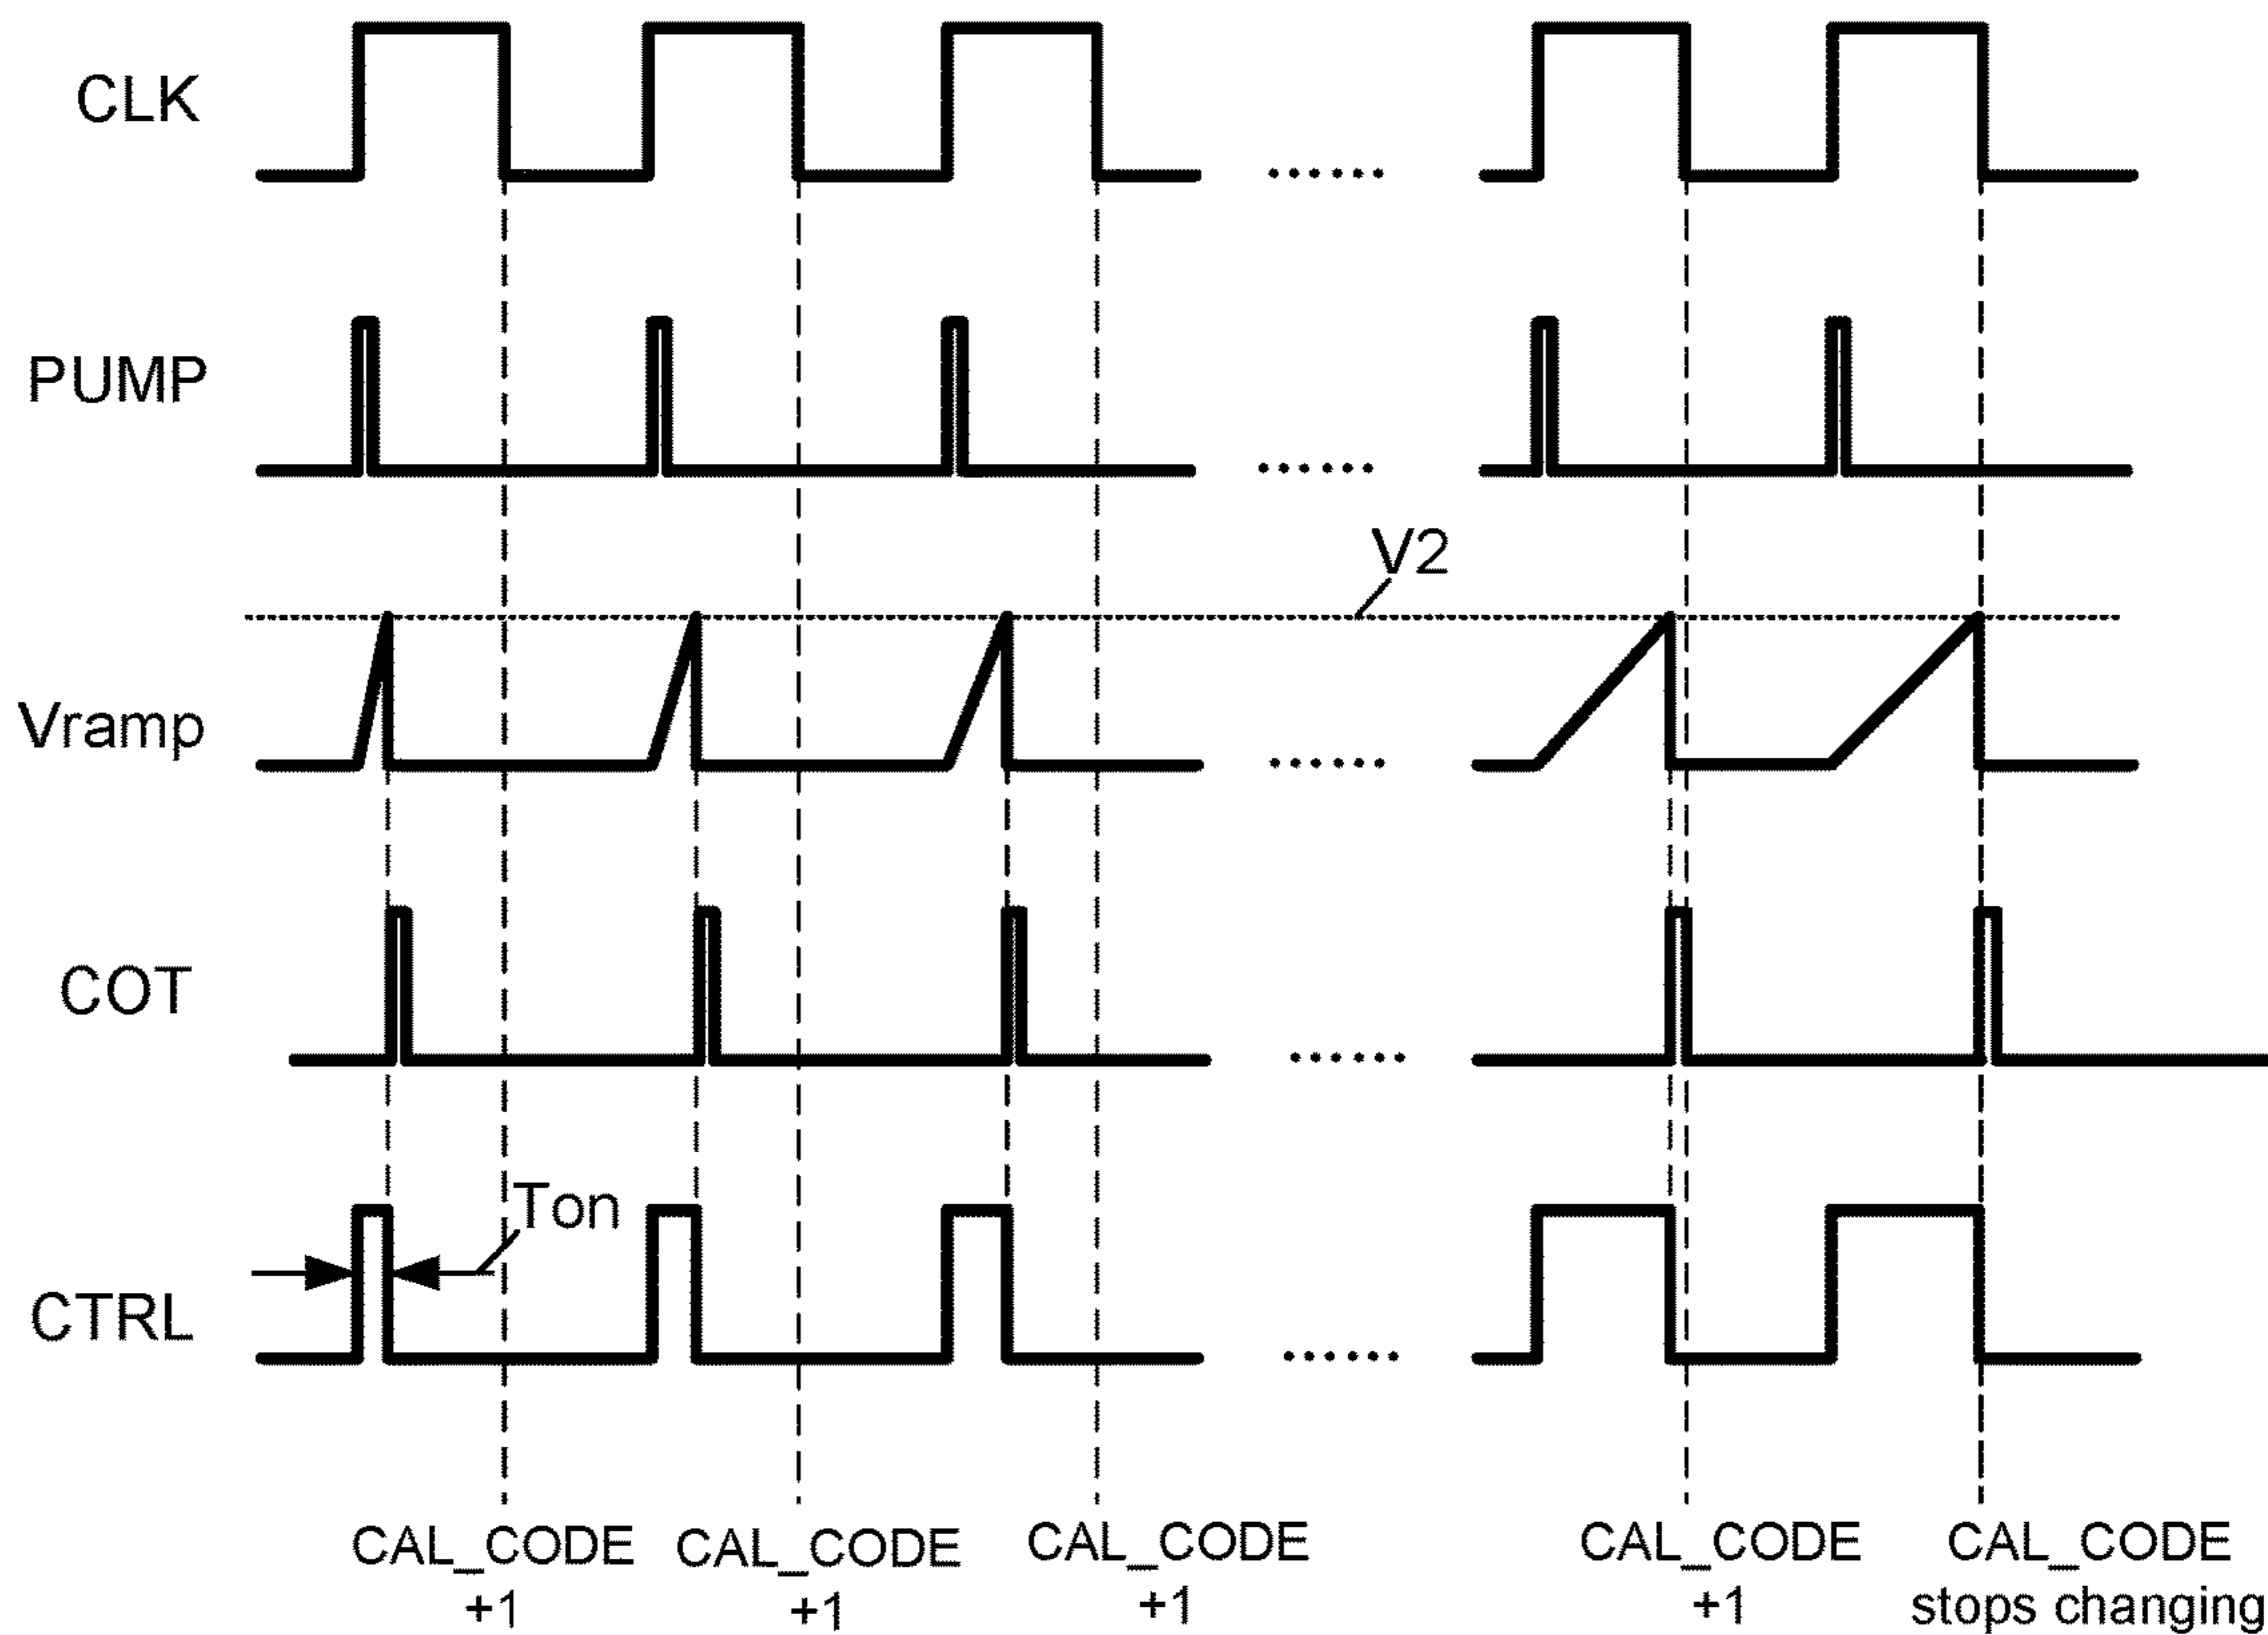 CLK
PUMP
V2
Vramp
COT
Ton
CTRL
CAL_CODE
+1
CAL_CODE
+1
CAL_CODE
+1
CAL_CODE
+1
CAL_CODE
stops changing